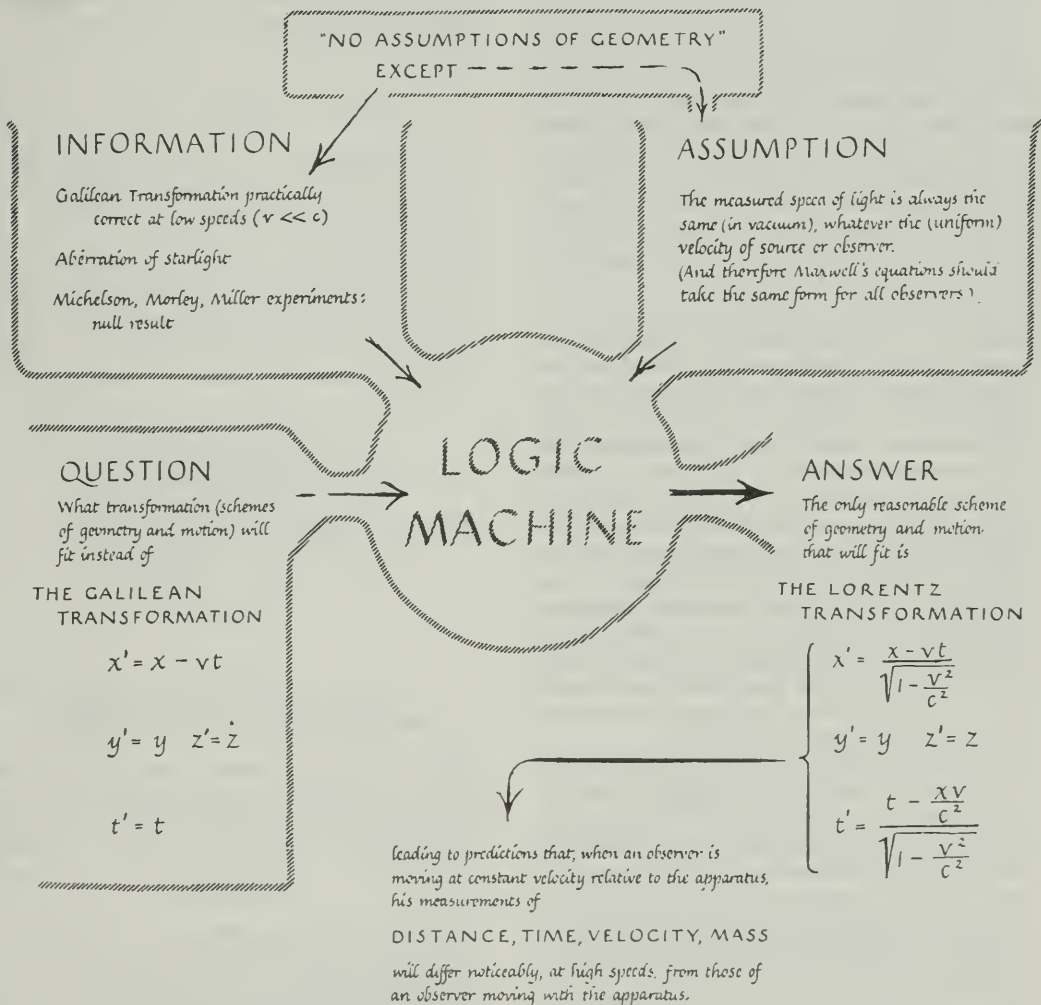 "NO ASSUMPTIONS OF GEOMETRY"
EXCEPT
INFORMATION
Galilean Transformation practically
correct at low speeds (v << c)
Aberration of starlight
Michelson, Morley, Miller experiments:
null result
ASSUMPTION
The measured speed of light is always the
same (in vacuum), whatever the (uniform)
velocity of source or observer.
(And therefore Maxwell's equations should
take the same form for all observers).
LOGIC
MACHINE
QUESTION
What transformation (schemes
of geometry and motion) will
fit instead of
THE GALILEAN
TRANSFORMATION
x' = x - vt
y' = y z' = z
t' = t
ANSWER
The only reasonable scheme
of geometry and motion
that will fit is
THE LORENTZ
TRANSFORMATION
x' = (x - vt) / √(1 - v²/c²)
y' = y z' = z
t' = (t - xv/c²) / √(1 - v²/c²)
leading to predictions that, when an observer is
moving at constant velocity relative to the apparatus,
his measurements of
DISTANCE, TIME, VELOCITY, MASS
will differ noticeably, at high speeds, from those of
an observer moving with the apparatus.